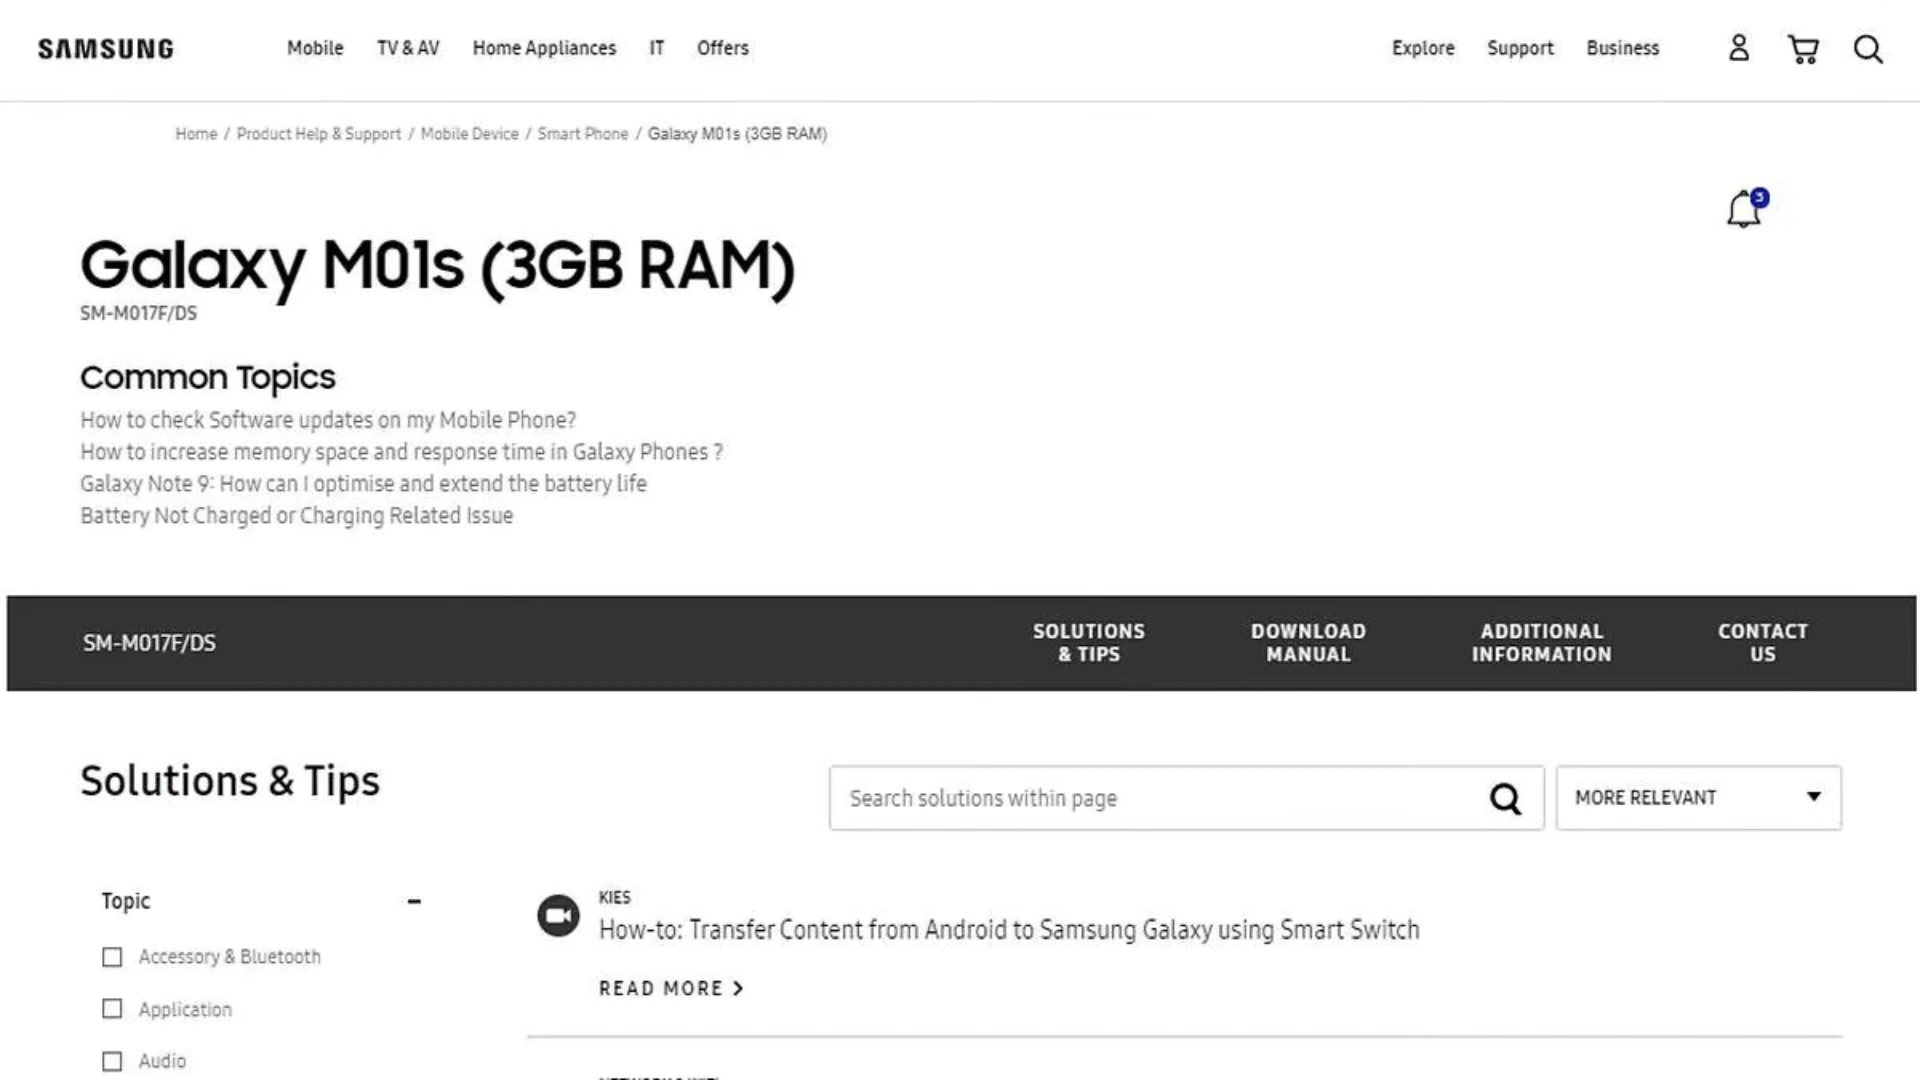 SAMSUNG
Mobile TV & AV Home Appliances IT Offers Explore Support Business
Home / Product Help & Support / Mobile Device / Smart Phone / Galaxy M01s (3GB RAM)
3
Galaxy M01s (3GB RAM)
SM-M017F/DS
Common Topics
How to check Software updates on my Mobile Phone?
How to increase memory space and response time in Galaxy Phones ?
Galaxy Note 9: How can I optimise and extend the battery life
Battery Not Charged or Charging Related Issue
SM-M017F/DS
SOLUTIONS
& TIPS
DOWNLOAD
MANUAL
ADDITIONAL
INFORMATION
CONTACT
US
Solutions & Tips
Search solutions within page
MORE RELEVANT
Topic
Accessory & Bluetooth
Application
Audio
KIES
How-to: Transfer Content from Android to Samsung Galaxy using Smart Switch
READ MORE